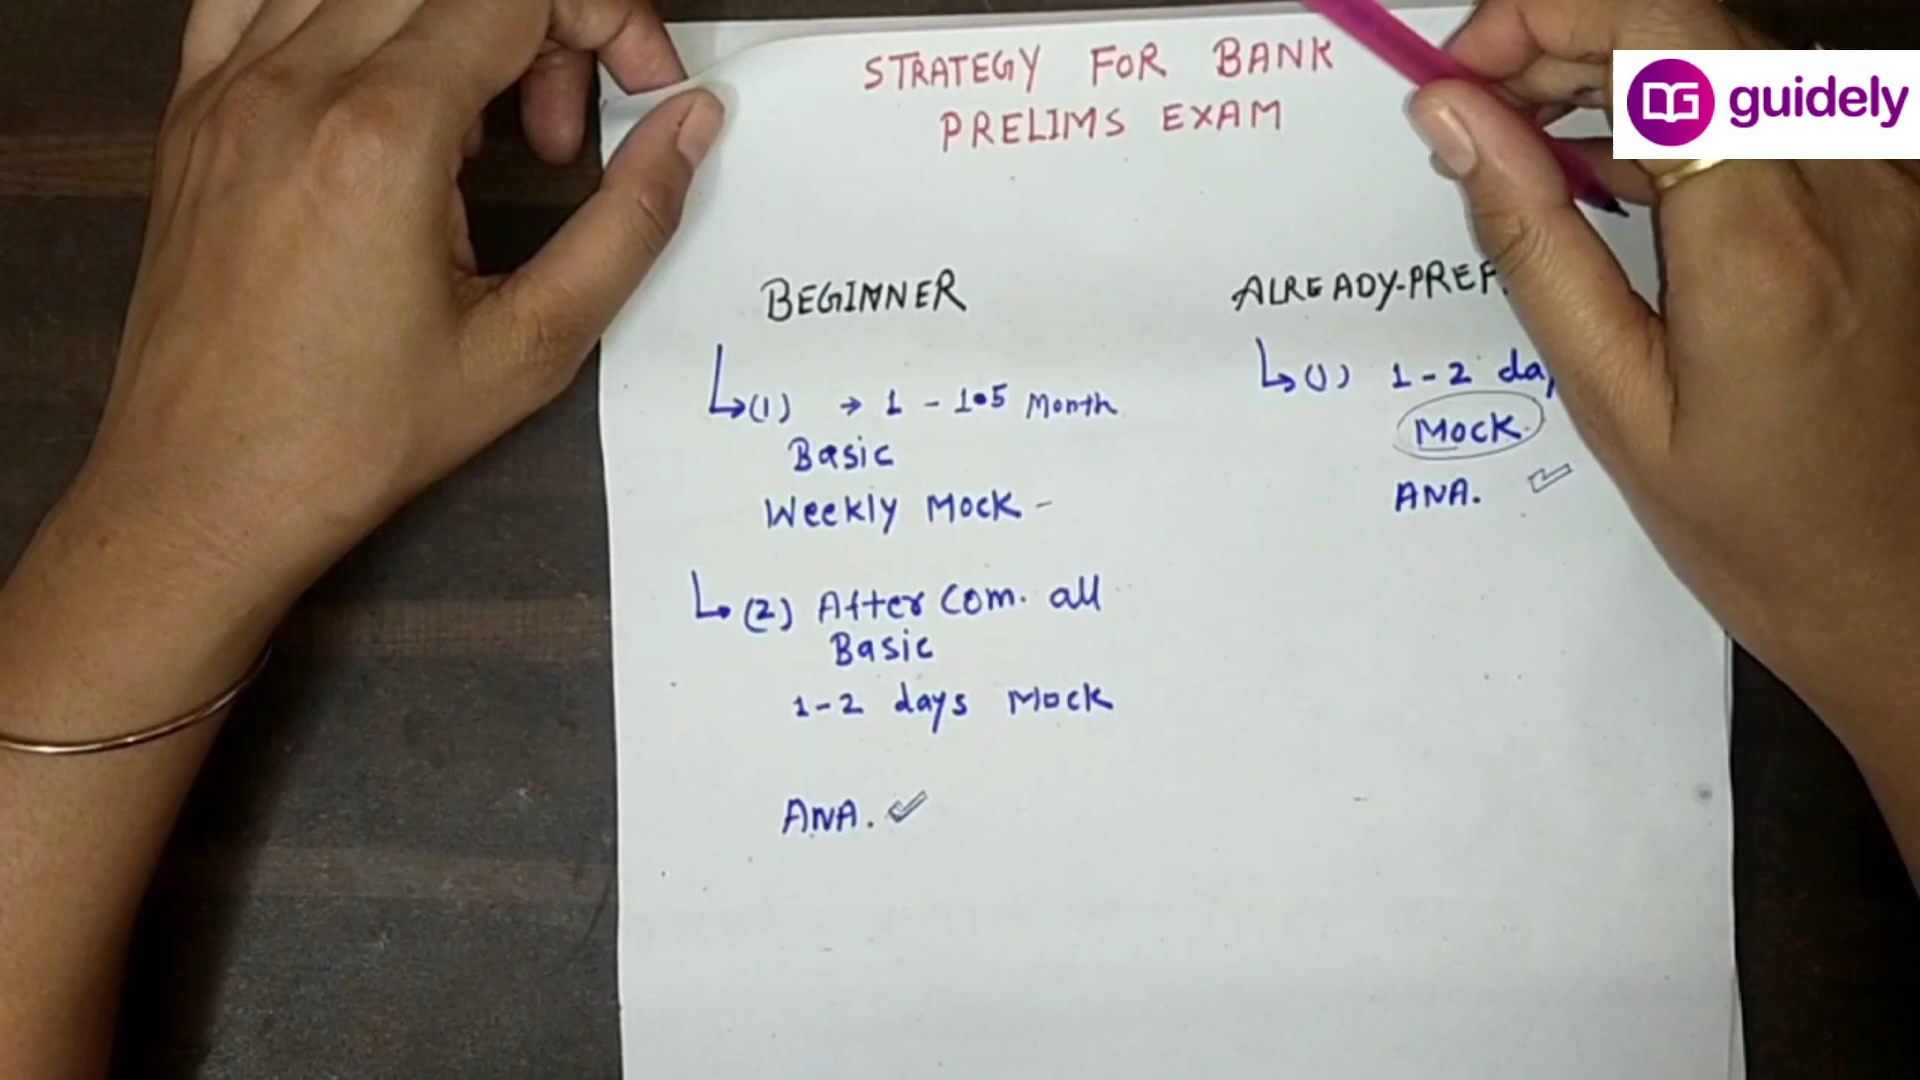 STRATEGY FOR BANK
PRELIMS EXAM
guidely
BEGINNER
(1) → 1 - 1.5 Month
Basic
Weekly Mock -
(2) After Com. all
Basic
1-2 days Mock
ANA.
ALREADY-PREP.
(1) 1-2 day
Mock.
ANA.